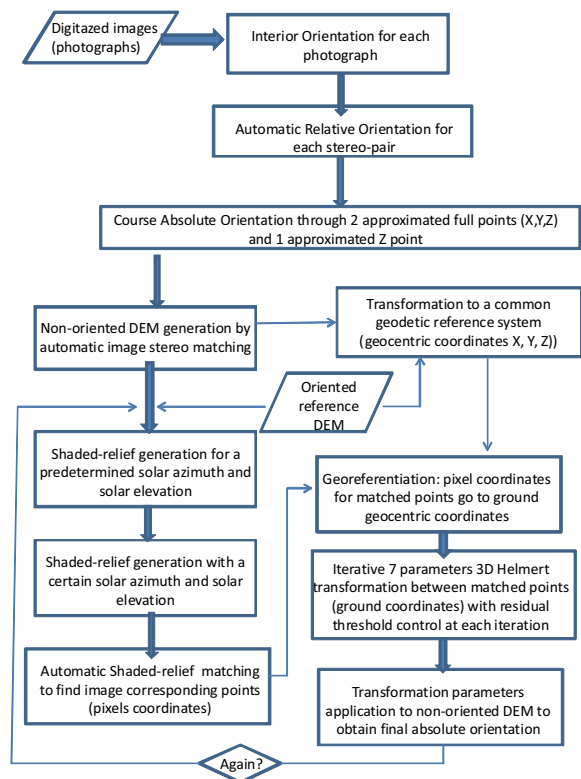 Digitazed images
(photographs)
Interior Orientation for each
photograph
Automatic Relative Orientation for
each stereo-pair
Course Absolute Orientation through 2 approximated full points (X,Y,Z)
and 1 approximated Z point
Non-oriented DEM generation by
automatic image stereo matching
Transformation to a common
geodetic reference system
(geocentric coordinates X, Y, Z))
Oriented
reference
DEM
Shaded-relief generation for a
predetermined solar azimuth and
solar elevation
Georeferentiation: pixel coordinates
for matched points go to ground
geocentric coordinates
Shaded-relief generation with a
certain solar azimuth and solar
elevation
Iterative 7 parameters 3D Helmert
transformation between matched points
(ground coordinates) with residual
threshold control at each iteration
Automatic Shaded-relief matching
to find image corresponding points
(pixels coordinates)
Transformation parameters
application to non-oriented DEM to
obtain final absolute orientation
Again?